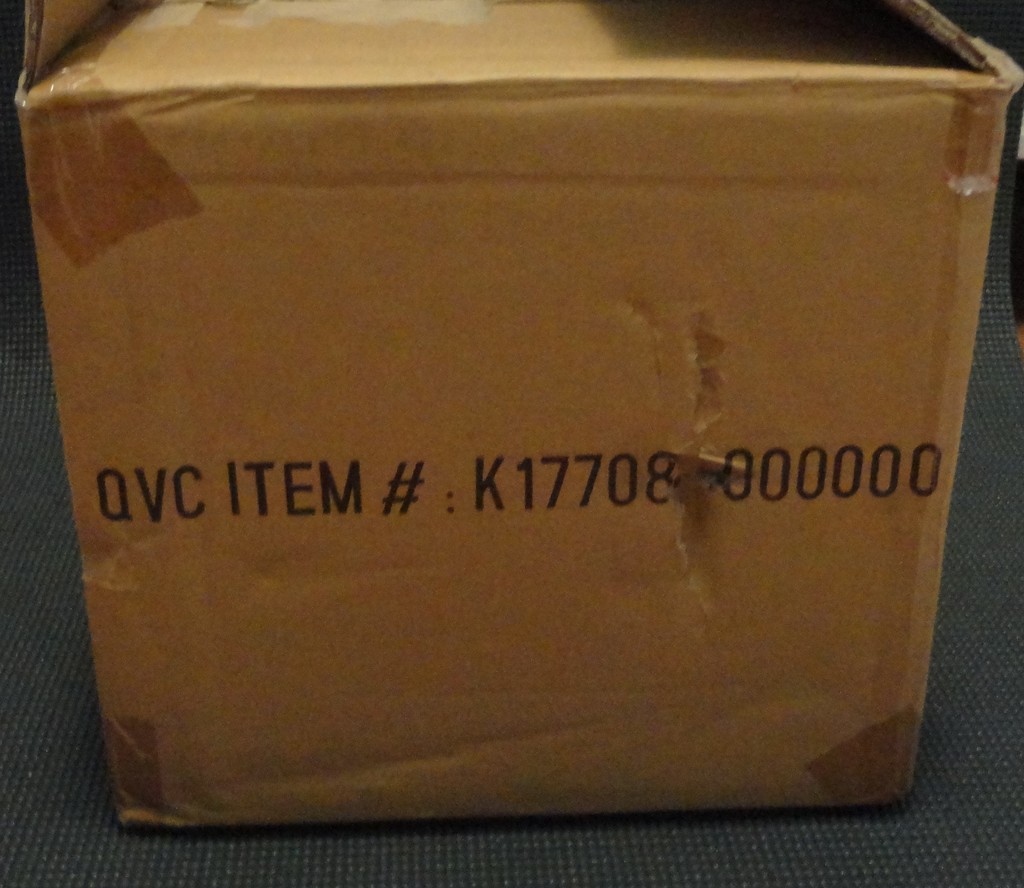 QVC ITEM # : K17708 000000